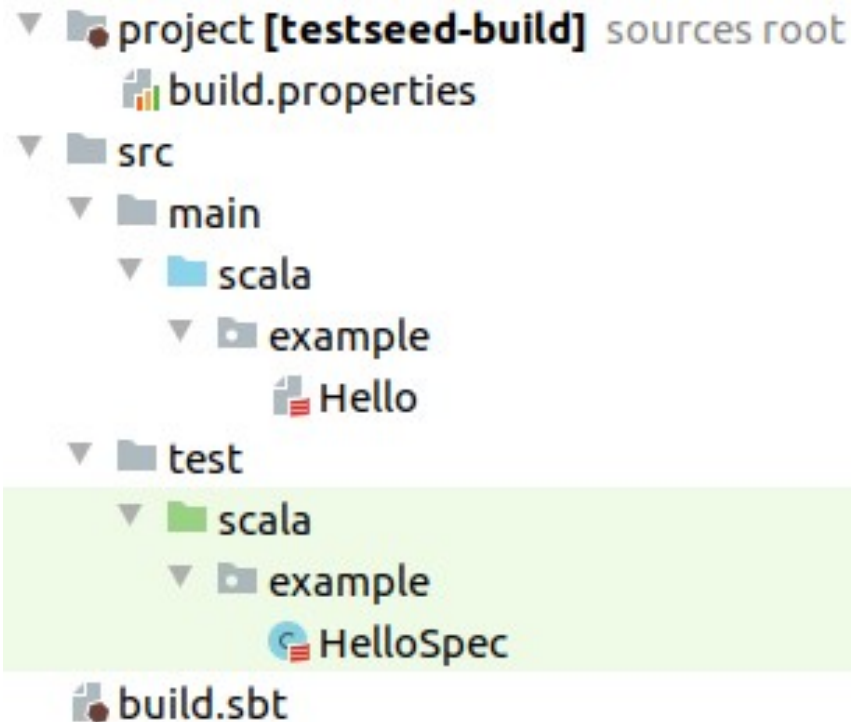 project [testseed-build] sources root
build.properties
src
main
scala
example
Hello
test
scala
example
HelloSpec
build.sbt